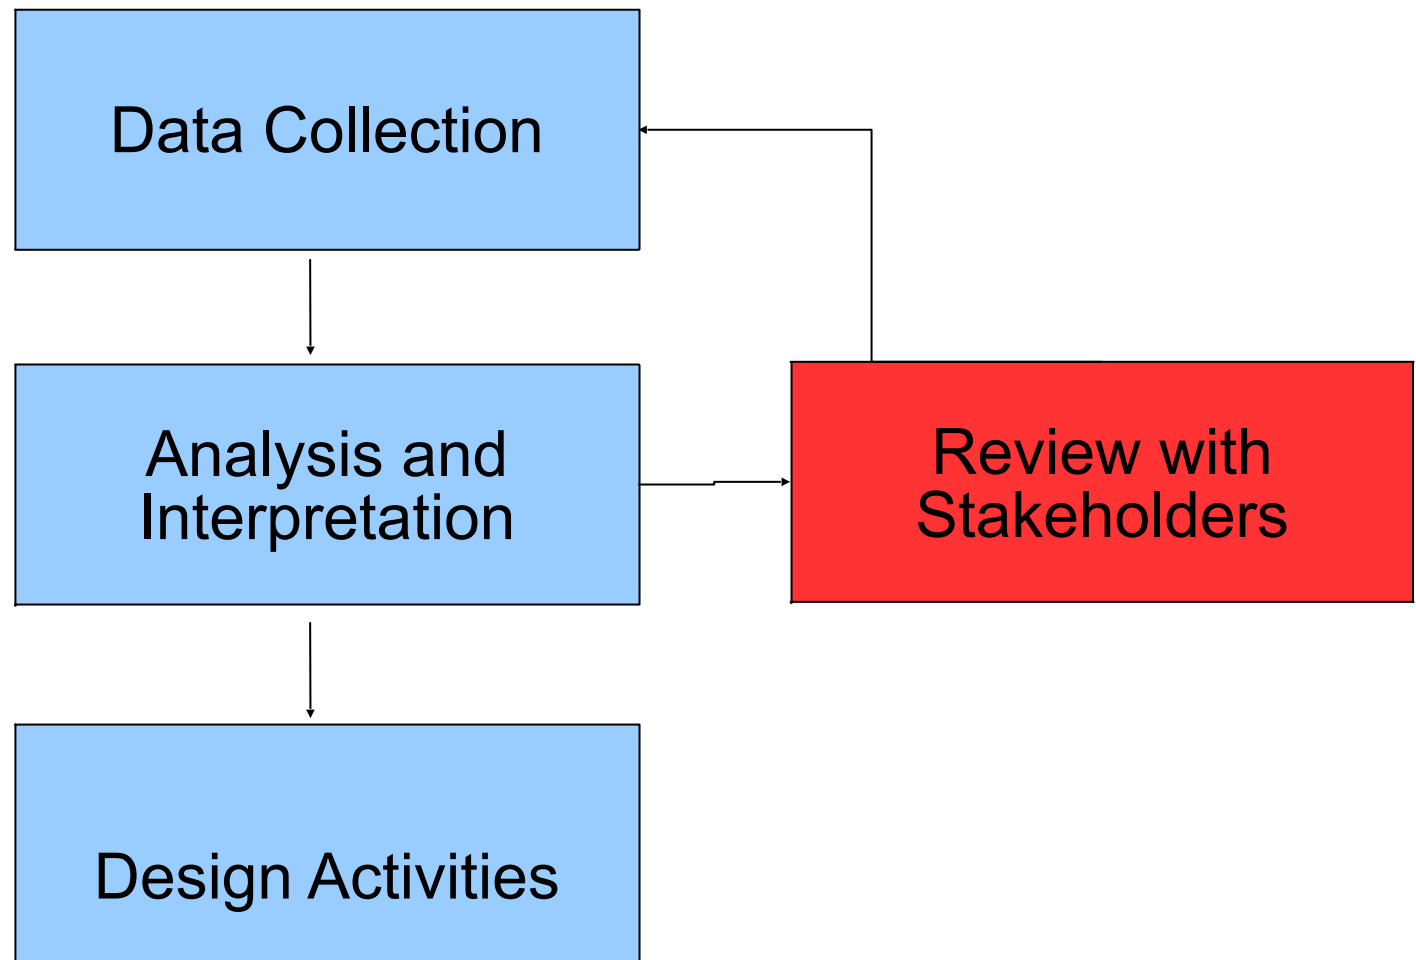 Data Collection
Analysis and
Interpretation
Review with
Stakeholders
Design Activities